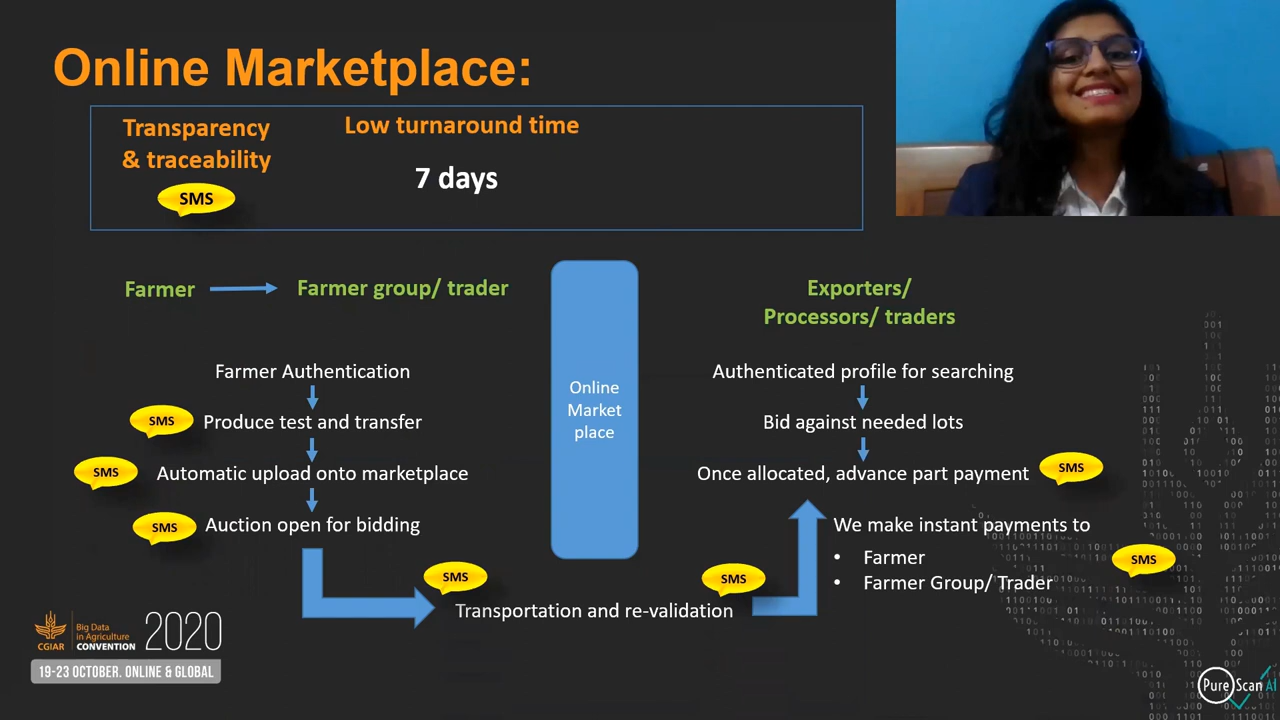 Online Marketplace:
Transparency
& traceability
SMS
Low turnaround time
7 days
Farmer
Farmer group/ trader
Farmer Authentication
SMS
Produce test and transfer
SMS
Automatic upload onto marketplace
SMS
Auction open for bidding
Online
Market
place
Exporters/
Processors/ traders
Authenticated profile for searching
Bid against needed lots
Once allocated, advance part payment
SMS
We make instant payments to
• Farmer
• Farmer Group/ Trader
SMS
SMS
Transportation and re-validation
SMS
CGIAR
Big Data
in Agriculture
CONVENTION
2020
19-23 OCTOBER. ONLINE & GLOBAL
Pure Scan AI